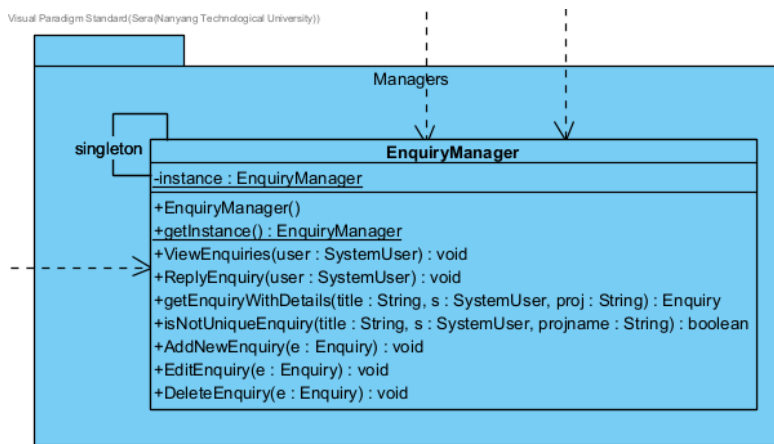 Visual Paradigm Standard(Sera(Nanyang Technological University))
Managers
singleton
EnquiryManager
-instance : EnquiryManager
+EnquiryManager()
+getInstance() : EnquiryManager
+ViewEnquiries(user : SystemUser) : void
+ReplyEnquiry(user : SystemUser) : void
+getEnquiryWithDetails(title : String, s : SystemUser, proj : String) : Enquiry
+isNotUniqueEnquiry(title : String, s : SystemUser, projname : String) : boolean
+AddNewEnquiry(e : Enquiry) : void
+EditEnquiry(e : Enquiry) : void
+DeleteEnquiry(e : Enquiry) : void